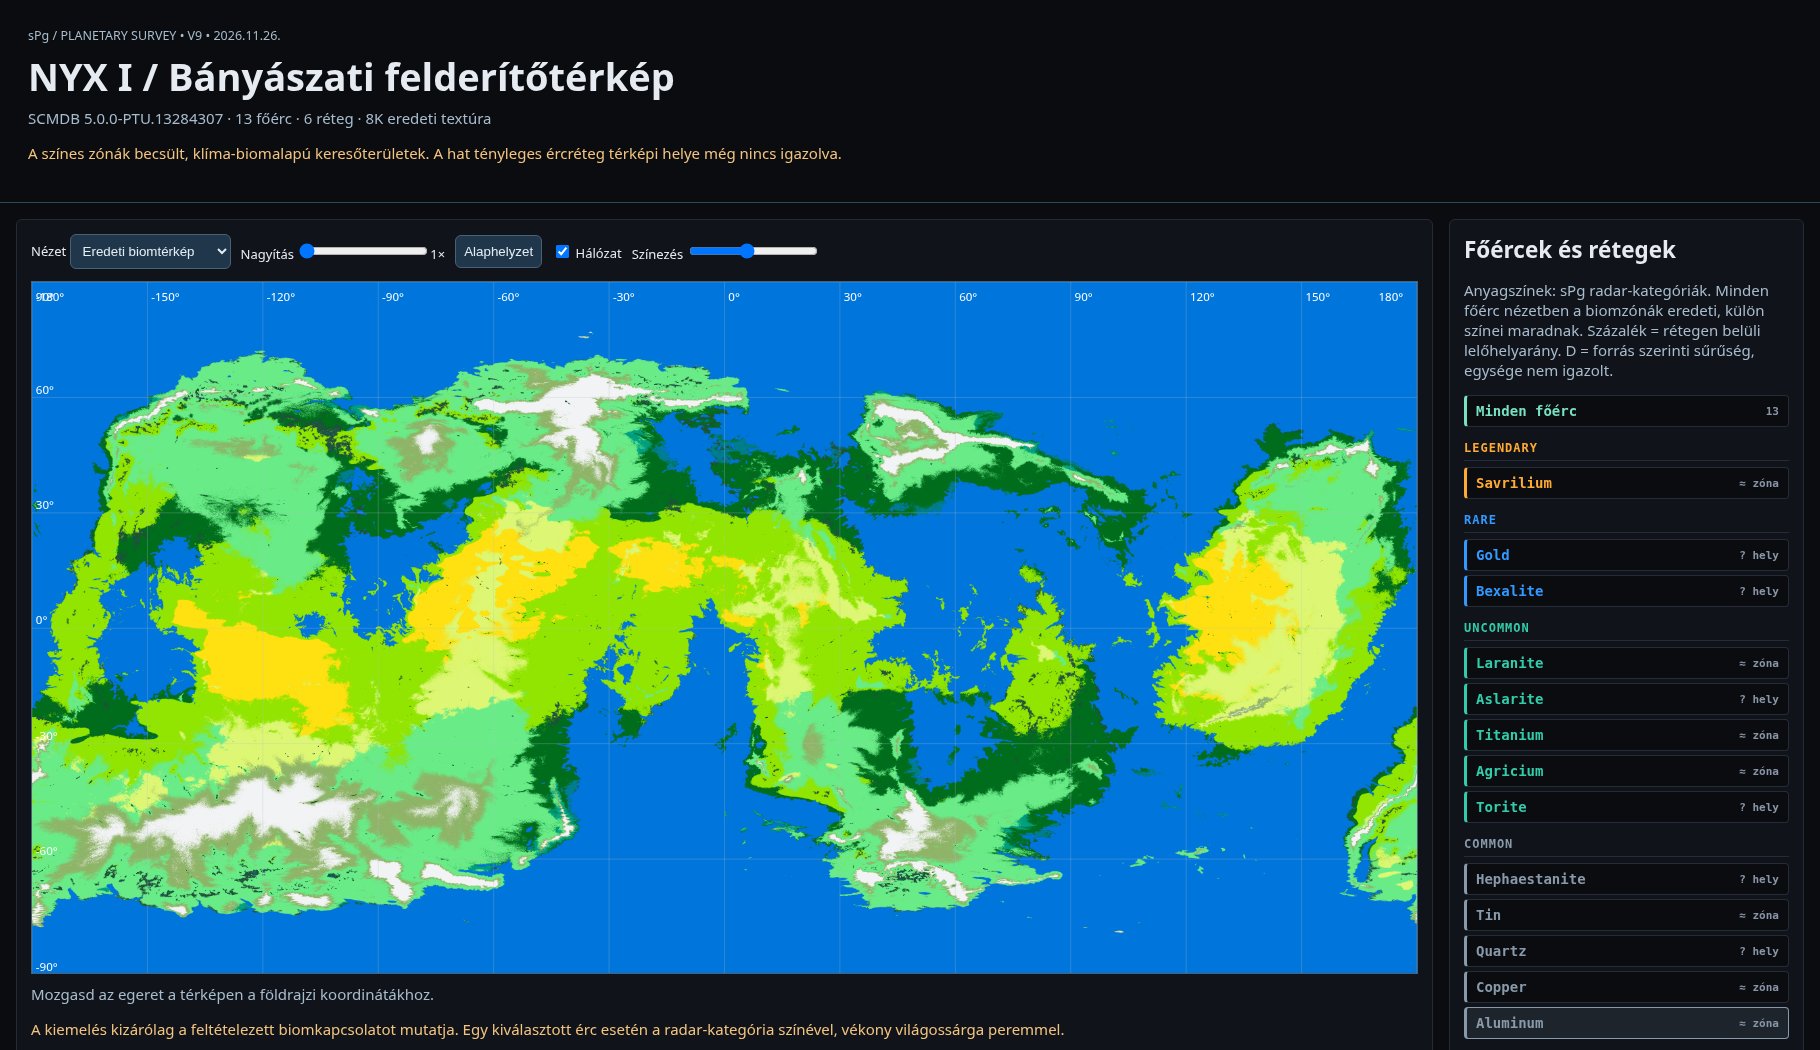 sPg / PLANETARY SURVEY • V9 • 2026.11.26.
NYX I / Bányászati felderítőtérkép
SCMDB 5.0.0-PTU.13284307 · 13 főérc · 6 réteg · 8K eredeti textúra
A színes zónák becsült, klíma-biomalapú keresőterületek. A hat tényleges ércréteg térképi helye még nincs igazolva.
Nézet Eredeti biomtérkép Nagyítás 1× Alaphelyzet Hálózat Színezés
-150° -120° -90° -60° -30° 0° 30° 60° 90° 120° 150° 180°
60°
30°
0°
-30°
-60°
-90°
Mozgasd az egeret a térképen a földrajzi koordinátákhoz.
A kiemelés kizárólag a feltételezett biomkapcsolatot mutatja. Egy kiválasztott érc esetén a radar-kategória színével, vékony világossárga peremmel.
Főércek és rétegek
Anyagszínek: sPg radar-kategóriák. Minden
főérc nézetben a biomzónák eredeti, külön
színei maradnak. Százalék = rétegen belüli
lelőhelyarány. D = forrás szerinti sűrűség,
egysége nem igazolt.
Minden főérc 13
LEGENDARY
Savrilium ≈ zóna
RARE
Gold ? hely
Bexalite ? hely
UNCOMMON
Laranite ≈ zóna
Aslarite ? hely
Titanium ≈ zóna
Agricium ≈ zóna
Torite ? hely
COMMON
Hephaestanite ? hely
Tin ≈ zóna
Quartz ? hely
Copper ≈ zóna
Aluminum ≈ zóna